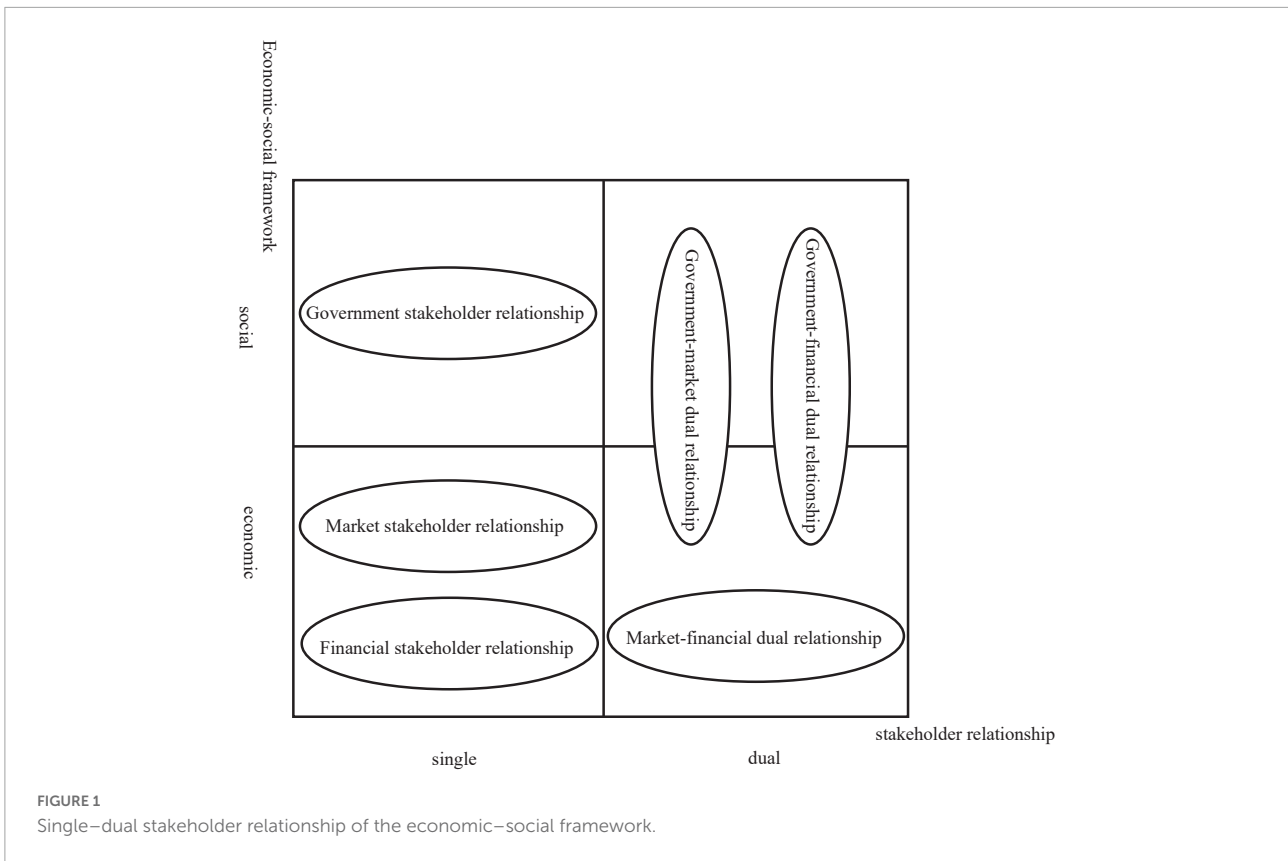 Economic-social framework
social
economic
Government stakeholder relationship
Market stakeholder relationship
Financial stakeholder relationship
Government-market dual relationship
Government-financial dual relationship
Market-financial dual relationship
stakeholder relationship
single
dual
FIGURE 1
Single–dual stakeholder relationship of the economic–social framework.